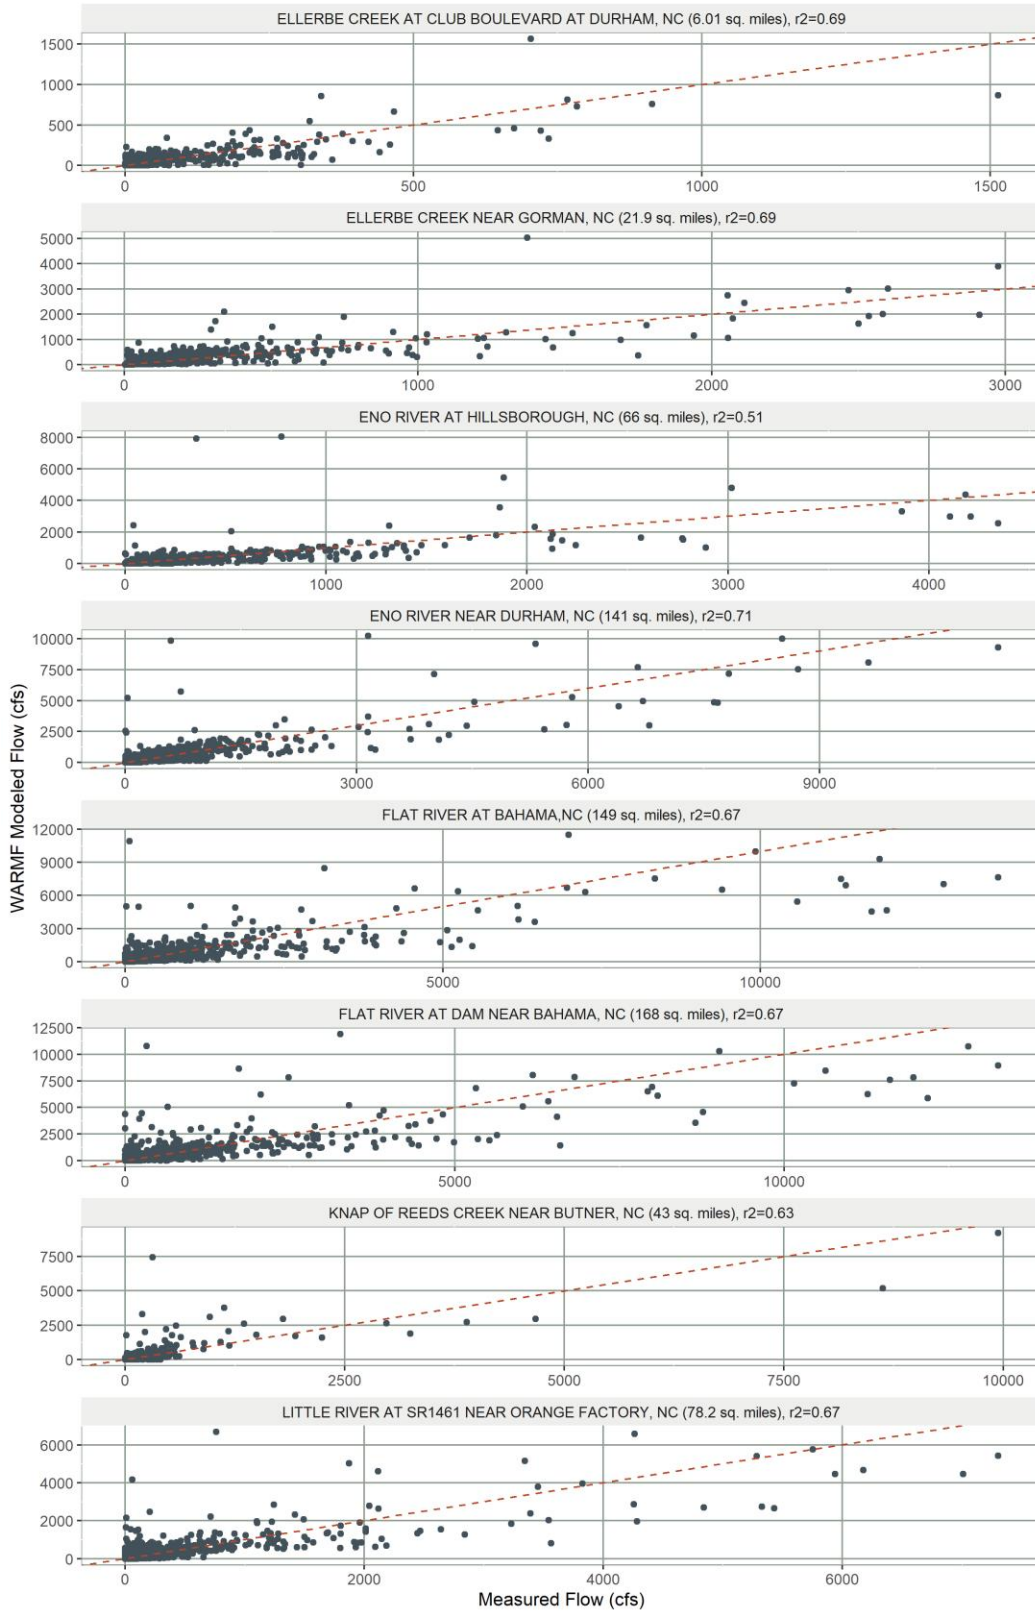 ELLERBE CREEK AT CLUB BOULEVARD AT DURHAM, NC (6.01 sq. miles), r2=0.69
1500
1000
500
0
0 500 1000 1500
ELLERBE CREEK NEAR GORMAN, NC (21.9 sq. miles), r2=0.69
5000
4000
3000
2000
1000
0
0 1000 2000 3000
ENO RIVER AT HILLSBOROUGH, NC (66 sq. miles), r2=0.51
8000
6000
4000
2000
0
0 1000 2000 3000 4000
ENO RIVER NEAR DURHAM, NC (141 sq. miles), r2=0.71
10000
7500
5000
2500
0
0 3000 6000 9000
WARMF Modeled Flow (cfs)
FLAT RIVER AT BAHAMA,NC (149 sq. miles), r2=0.67
12000
9000
6000
3000
0
0 5000 10000
FLAT RIVER AT DAM NEAR BAHAMA, NC (168 sq. miles), r2=0.67
12500
10000
7500
5000
2500
0
0 5000 10000
KNAP OF REEDS CREEK NEAR BUTNER, NC (43 sq. miles), r2=0.63
7500
5000
2500
0
0 2500 5000 7500 10000
LITTLE RIVER AT SR1461 NEAR ORANGE FACTORY, NC (78.2 sq. miles), r2=0.67
6000
4000
2000
0
0 2000 4000 6000
Measured Flow (cfs)